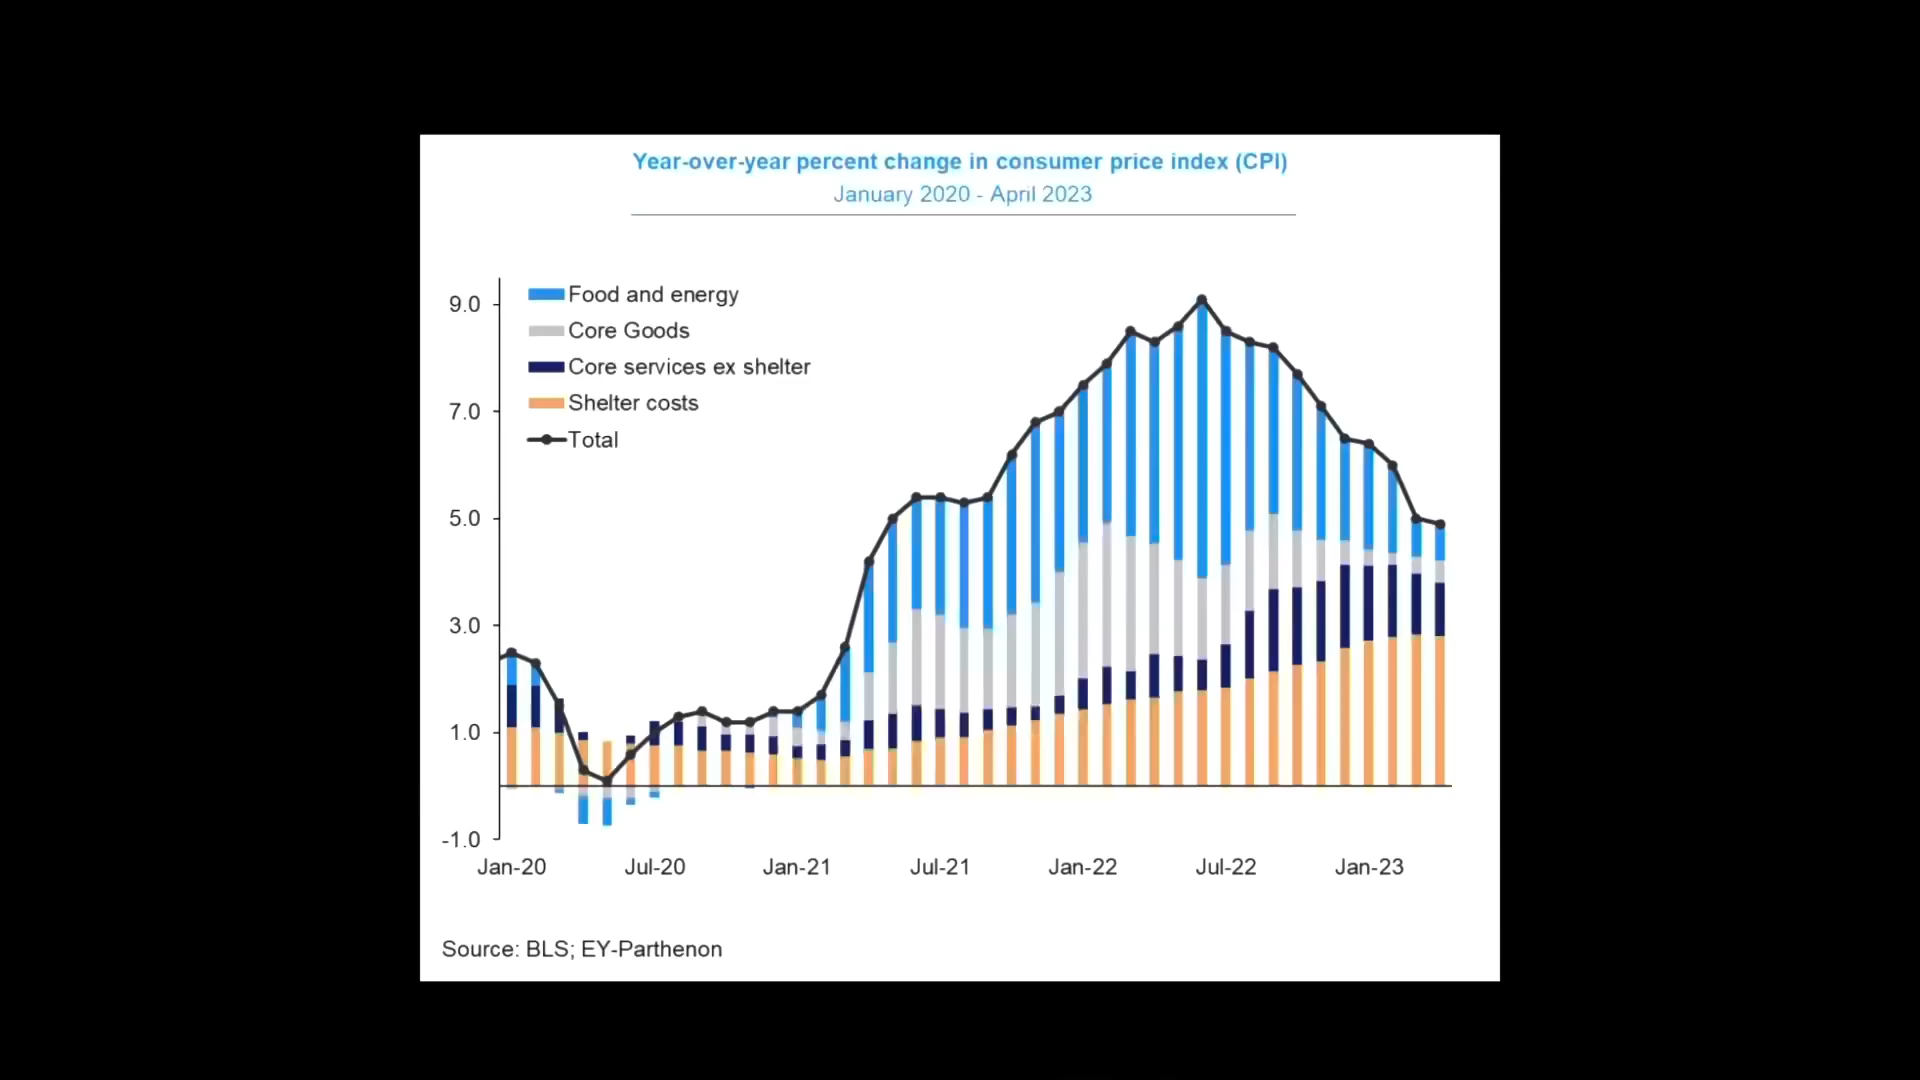 Year-over-year percent change in consumer price index (CPI)
January 2020 - April 2023
Food and energy
Core Goods
Core services ex shelter
Shelter costs
Total
9.0
7.0
5.0
3.0
1.0
-1.0
Jan-20 Jul-20 Jan-21 Jul-21 Jan-22 Jul-22 Jan-23
Source: BLS; EY-Parthenon